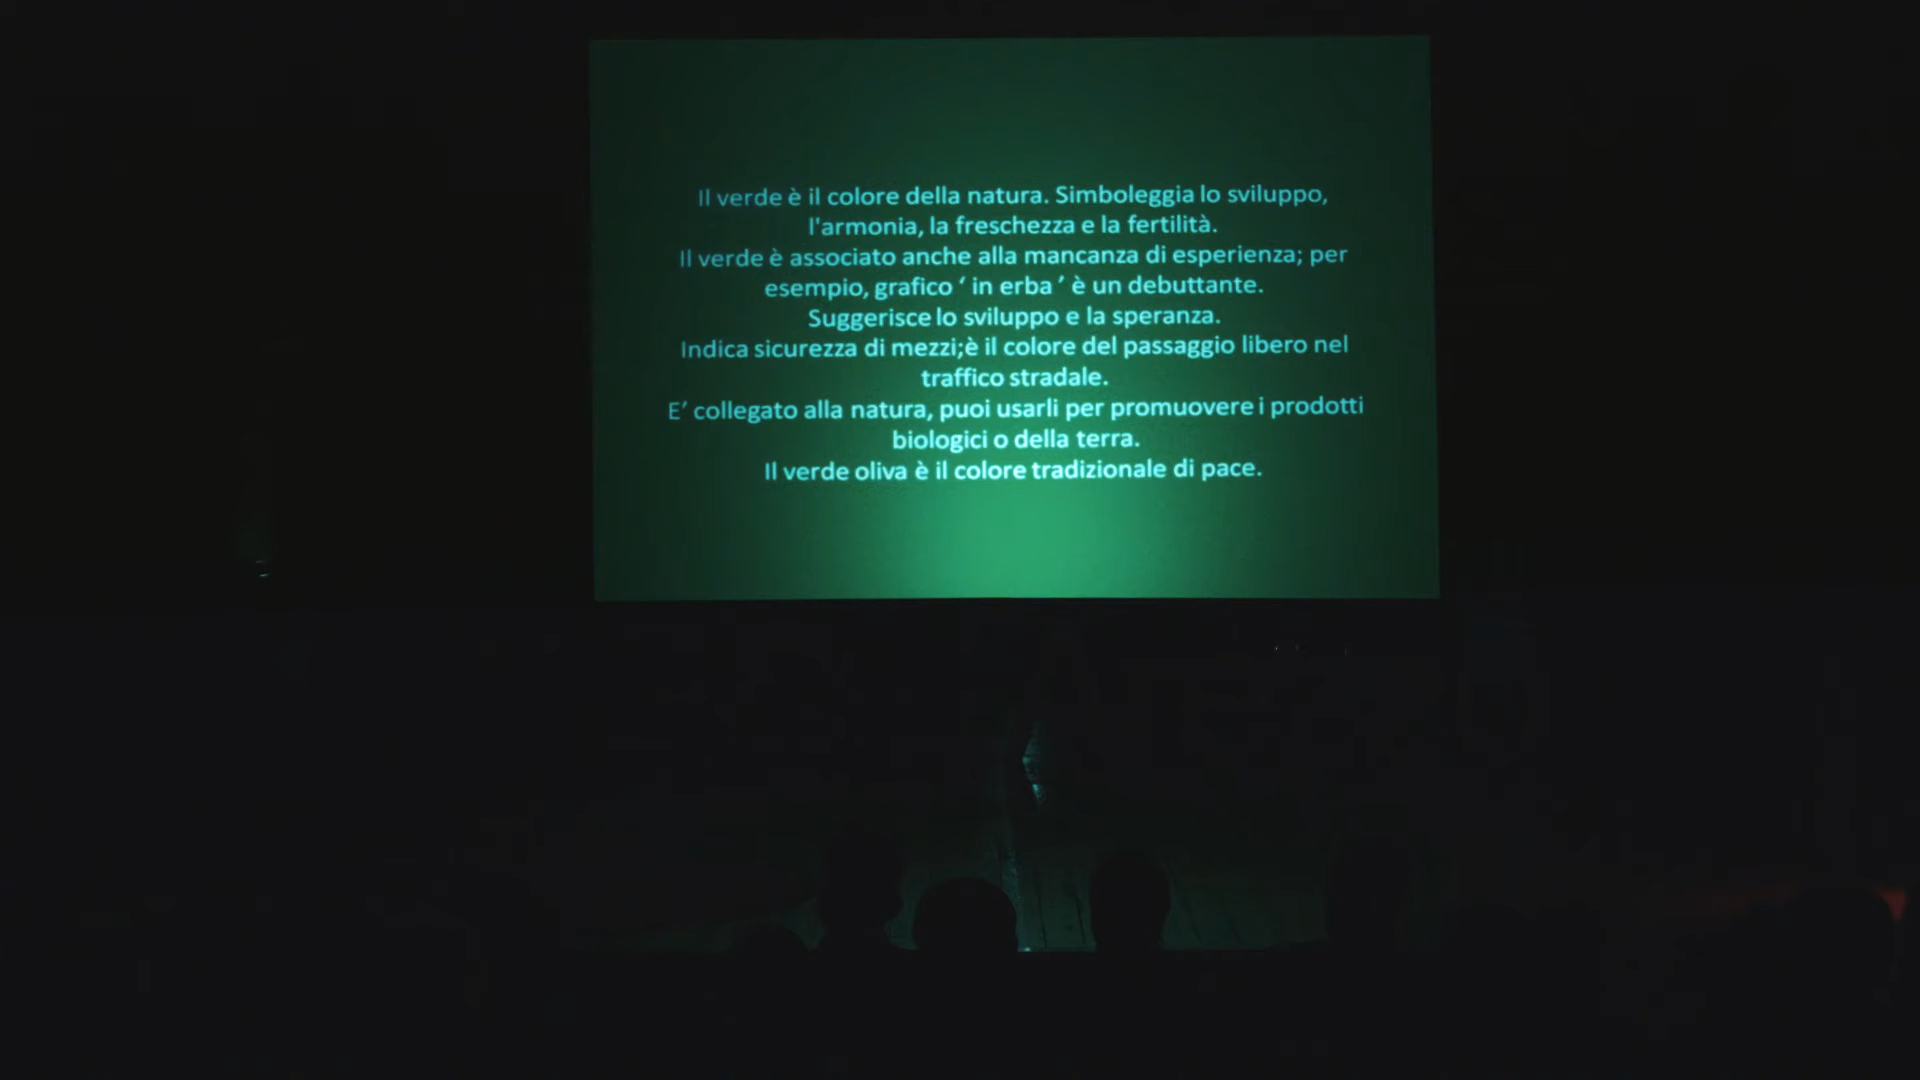 Il verde è il colore della natura. Simboleggia lo sviluppo,
l'armonia, la freschezza e la fertilità.
Il verde è associato anche alla mancanza di esperienza; per
esempio, grafico ‘ in erba ’ è un debuttante.
Suggerisce lo sviluppo e la speranza.
Indica sicurezza di mezzi;è il colore del passaggio libero nel
traffico stradale.
E’ collegato alla natura, puoi usarli per promuovere i prodotti
biologici o della terra.
Il verde oliva è il colore tradizionale di pace.